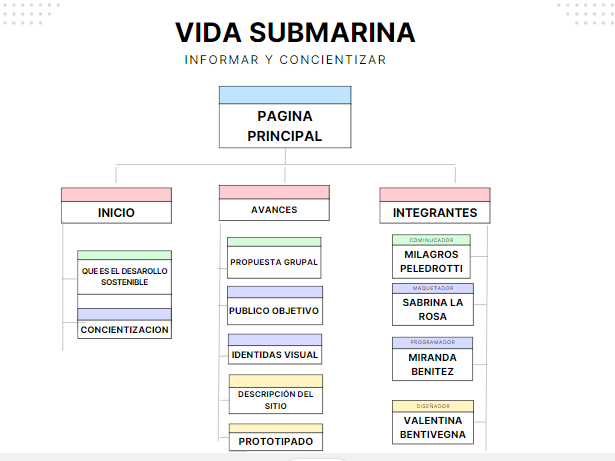 VIDA SUBMARINA
INFORMAR Y CONCIENTIZAR
PAGINA
PRINCIPAL
INICIO
QUE ES EL DESAROLLO
SOSTENIBLE
CONCIENTIZACION
AVANCES
PROPUESTA GRUPAL
PUBLICO OBJETIVO
IDENTIDAS VISUAL
DESCRIPCIÓN DEL
SITIO
PROTOTIPADO
INTEGRANTES
COMINUCADOR
MILAGROS
PELEDROTTI
MAQUETADOR
SABRINA LA
ROSA
PROGRAMADOR
MIRANDA
BENITEZ
DISEÑADOR
VALENTINA
BENTIVEGNA